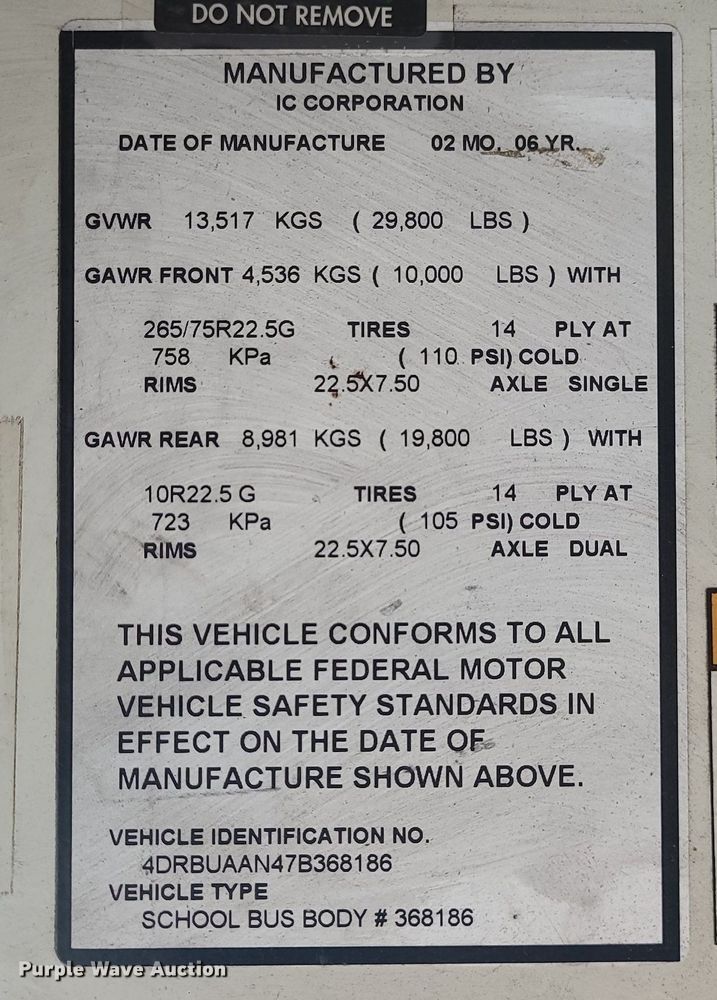 DO NOT REMOVE
MANUFACTURED BY
IC CORPORATION
DATE OF MANUFACTURE 02 MO. 06 YR.
GVWR 13,517 KGS ( 29,800 LBS )
GAWR FRONT 4,536 KGS ( 10,000 LBS ) WITH
265/75R22.5G TIRES 14 PLY AT
758 KPa ( 110 PSI) COLD
RIMS 22.5X7.50 AXLE SINGLE
GAWR REAR 8,981 KGS ( 19,800 LBS ) WITH
10R22.5 G TIRES 14 PLY AT
723 KPa ( 105 PSI) COLD
RIMS 22.5X7.50 AXLE DUAL
THIS VEHICLE CONFORMS TO ALL
APPLICABLE FEDERAL MOTOR
VEHICLE SAFETY STANDARDS IN
EFFECT ON THE DATE OF
MANUFACTURE SHOWN ABOVE.
VEHICLE IDENTIFICATION NO.
4DRBUAAN47B368186
VEHICLE TYPE
SCHOOL BUS BODY # 368186
Purple Wave Auction